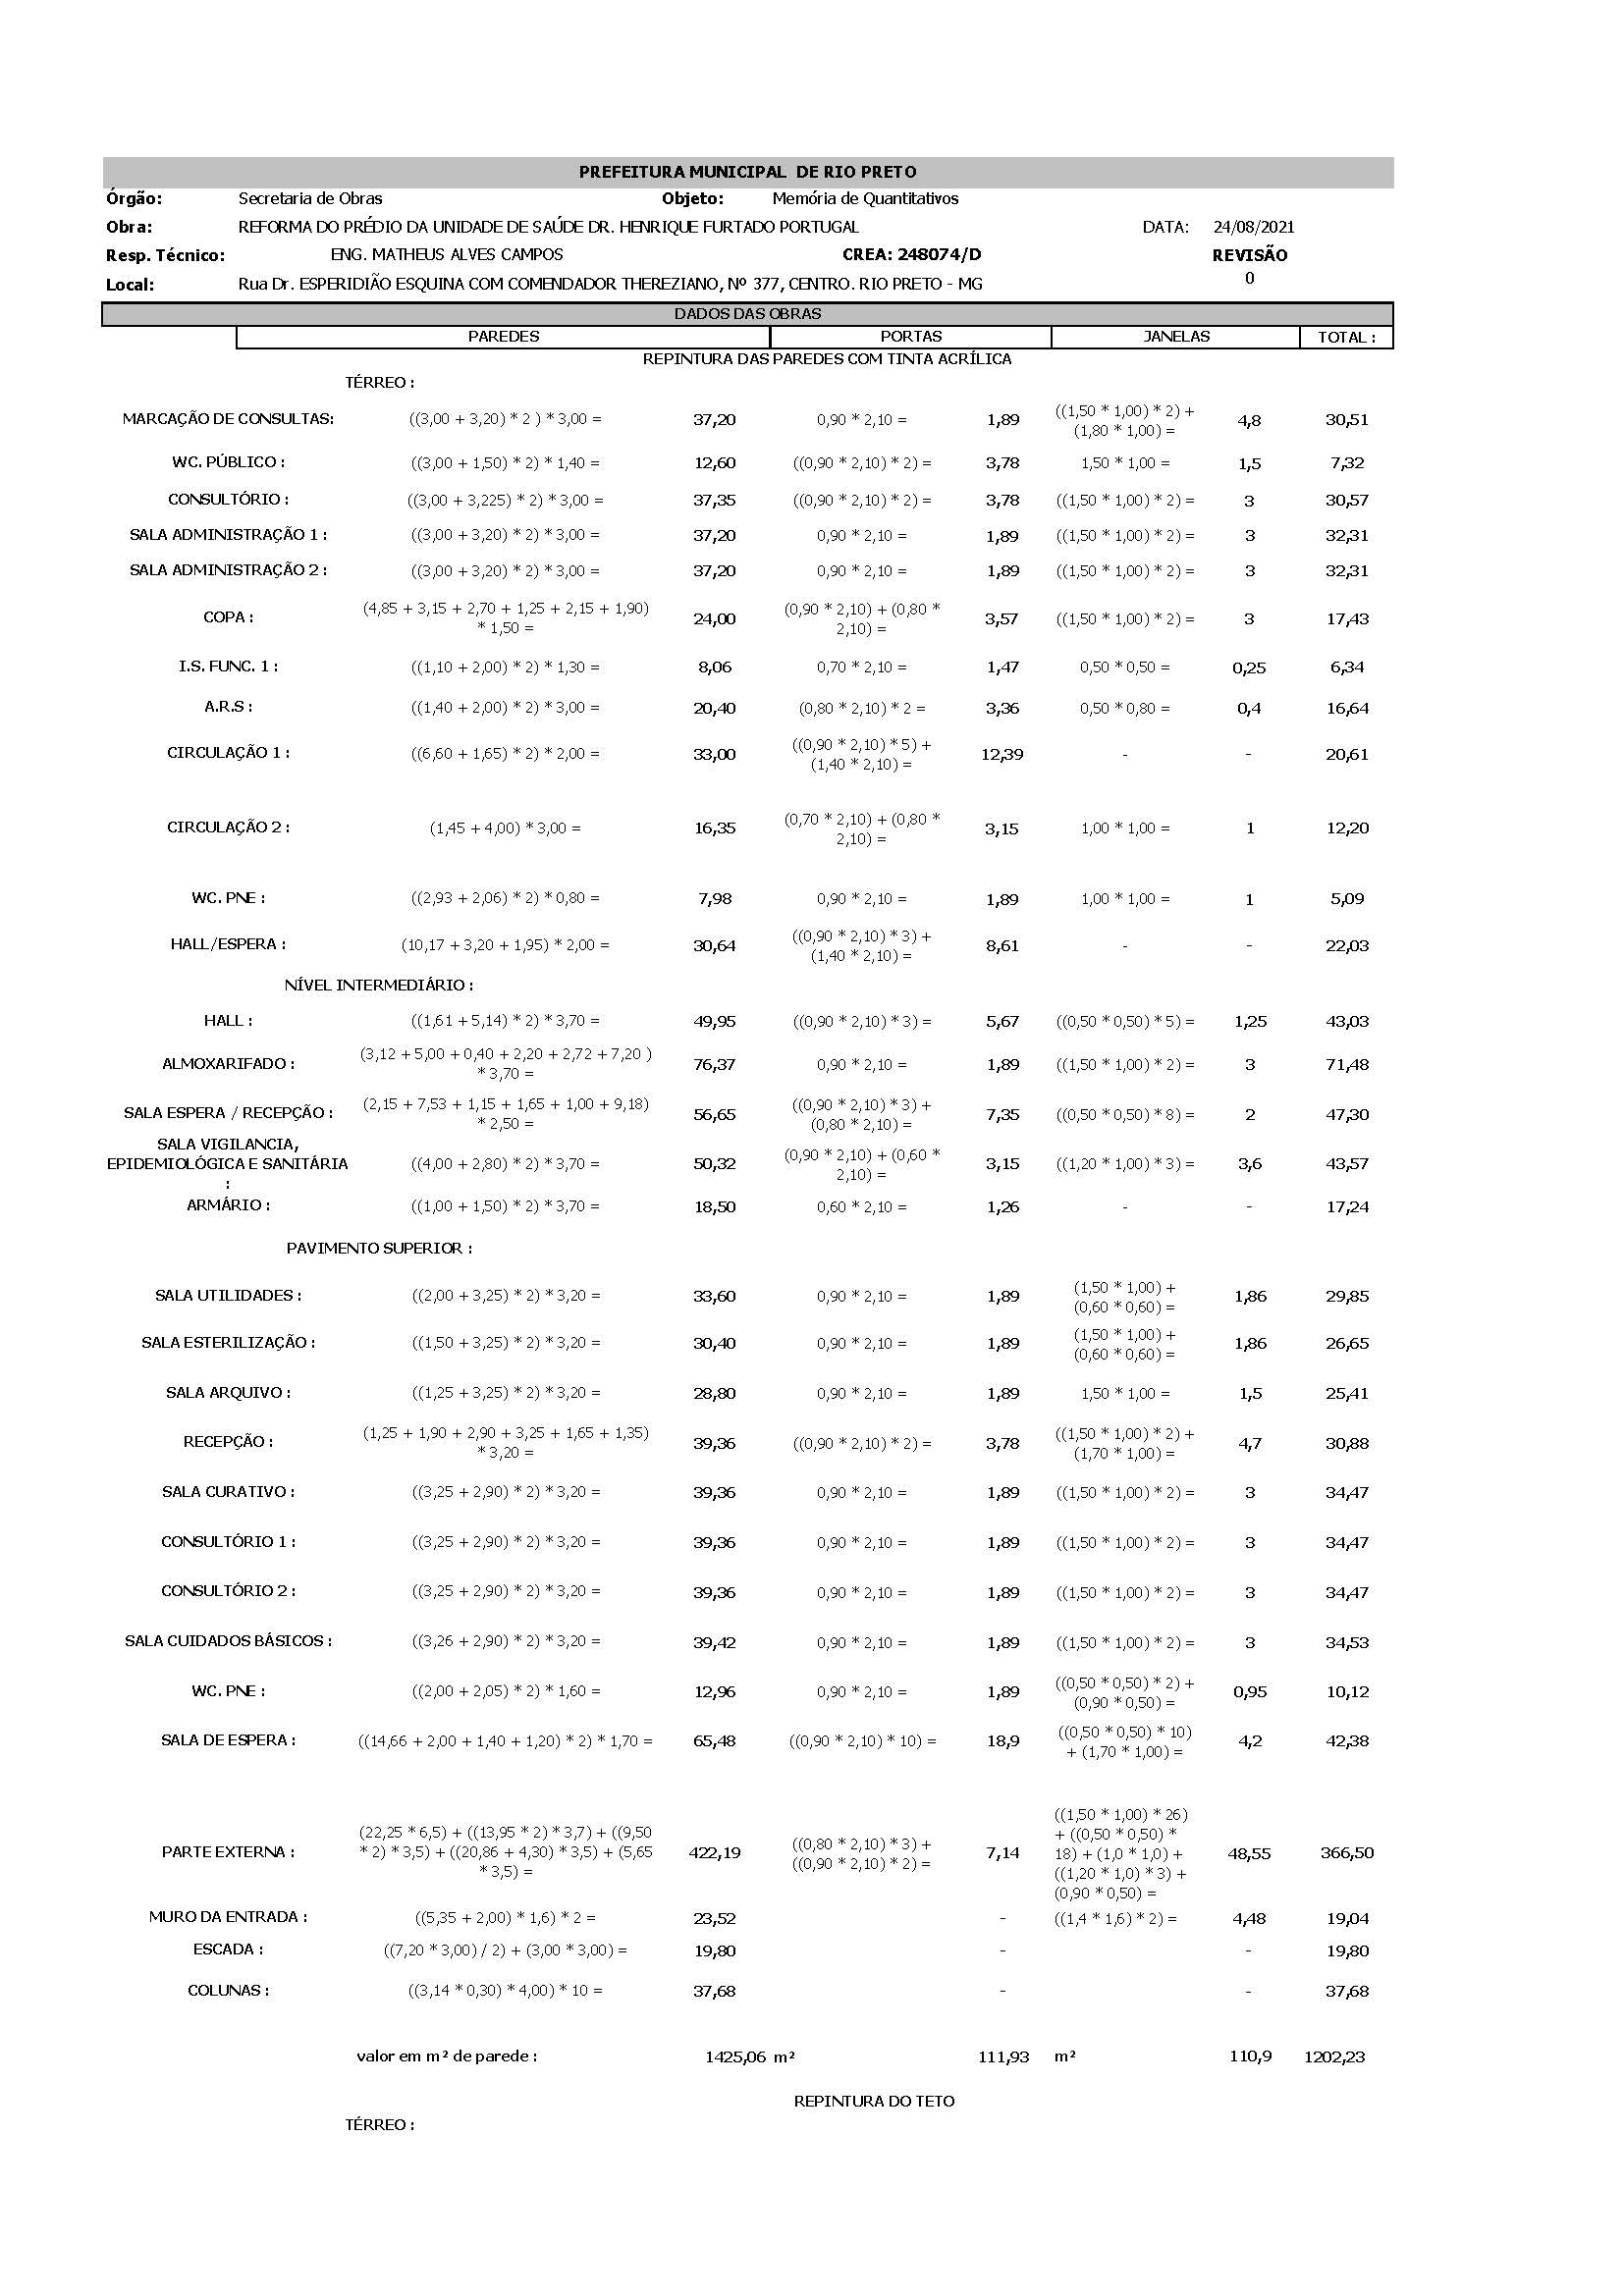 PREFEITURA MUNICIPAL DE RIO PRETO
Órgão: Secretaria de Obras Objeto: Memória de Quantitativos
Obra: REFORMA DO PRÉDIO DA UNIDADE DE SAÚDE DR. HENRIQUE FURTADO PORTUGAL DATA: 24/08/2021
Resp. Técnico: ENG. MATHEUS ALVES CAMPOS CREA: 248074/D REVISÃO
Local: Rua Dr. ESPERIDIÃO ESQUINA COM COMENDADOR THEREZIANO, Nº 377, CENTRO. RIO PRETO - MG 0
DADOS DAS OBRAS
PAREDES PORTAS JANELAS TOTAL :
REPINTURA DAS PAREDES COM TINTA ACRÍLICA
TÉRREO :
MARCAÇÃO DE CONSULTAS: ((3,00 + 3,20) * 2 ) * 3,00 = 37,20 0,90 * 2,10 = 1,89 ((1,50 * 1,00) * 2) +
(1,80 * 1,00) = 4,8 30,51
WC. PÚBLICO : ((3,00 + 1,50) * 2) * 1,40 = 12,60 ((0,90 * 2,10) * 2) = 3,78 1,50 * 1,00 = 1,5 7,32
CONSULTÓRIO : ((3,00 + 3,225) * 2) * 3,00 = 37,35 ((0,90 * 2,10) * 2) = 3,78 ((1,50 * 1,00) * 2) = 3 30,57
SALA ADMINISTRAÇÃO 1 : ((3,00 + 3,20) * 2) * 3,00 = 37,20 0,90 * 2,10 = 1,89 ((1,50 * 1,00) * 2) = 3 32,31
SALA ADMINISTRAÇÃO 2 : ((3,00 + 3,20) * 2) * 3,00 = 37,20 0,90 * 2,10 = 1,89 ((1,50 * 1,00) * 2) = 3 32,31
COPA : (4,85 + 3,15 + 2,70 + 1,25 + 2,15 + 1,90)
* 1,50 = 24,00 (0,90 * 2,10) + (0,80 *
2,10) = 3,57 ((1,50 * 1,00) * 2) = 3 17,43
I.S. FUNC. 1 : ((1,10 + 2,00) * 2) * 1,30 = 8,06 0,70 * 2,10 = 1,47 0,50 * 0,50 = 0,25 6,34
A.R.S : ((1,40 + 2,00) * 2) * 3,00 = 20,40 (0,80 * 2,10) * 2 = 3,36 0,50 * 0,80 = 0,4 16,64
CIRCULAÇÃO 1 : ((6,60 + 1,65) * 2) * 2,00 = 33,00 ((0,90 * 2,10) * 5) +
(1,40 * 2,10) = 12,39 - - 20,61
CIRCULAÇÃO 2 : (1,45 + 4,00) * 3,00 = 16,35 (0,70 * 2,10) + (0,80 *
2,10) = 3,15 1,00 * 1,00 = 1 12,20
WC. PNE : ((2,93 + 2,06) * 2) * 0,80 = 7,98 0,90 * 2,10 = 1,89 1,00 * 1,00 = 1 5,09
HALL/ESPERA : (10,17 + 3,20 + 1,95) * 2,00 = 30,64 ((0,90 * 2,10) * 3) +
(1,40 * 2,10) = 8,61 - - 22,03
NÍVEL INTERMEDIÁRIO :
HALL : ((1,61 + 5,14) * 2) * 3,70 = 49,95 ((0,90 * 2,10) * 3) = 5,67 ((0,50 * 0,50) * 5) = 1,25 43,03
ALMOXARIFADO : (3,12 + 5,00 + 0,40 + 2,20 + 2,72 + 7,20 )
* 3,70 = 76,37 0,90 * 2,10 = 1,89 ((1,50 * 1,00) * 2) = 3 71,48
SALA ESPERA / RECEPÇÃO : (2,15 + 7,53 + 1,15 + 1,65 + 1,00 + 9,18)
* 2,50 = 56,65 ((0,90 * 2,10) * 3) +
(0,80 * 2,10) = 7,35 ((0,50 * 0,50) * 8) = 2 47,30
SALA VIGILANCIA,
EPIDEMIOLÓGICA E SANITÁRIA
: ((4,00 + 2,80) * 2) * 3,70 = 50,32 (0,90 * 2,10) + (0,60 *
2,10) = 3,15 ((1,20 * 1,00) * 3) = 3,6 43,57
ARMÁRIO : ((1,00 + 1,50) * 2) * 3,70 = 18,50 0,60 * 2,10 = 1,26 - - 17,24
PAVIMENTO SUPERIOR :
SALA UTILIDADES : ((2,00 + 3,25) * 2) * 3,20 = 33,60 0,90 * 2,10 = 1,89 (1,50 * 1,00) +
(0,60 * 0,60) = 1,86 29,85
SALA ESTERILIZAÇÃO : ((1,50 + 3,25) * 2) * 3,20 = 30,40 0,90 * 2,10 = 1,89 (1,50 * 1,00) +
(0,60 * 0,60) = 1,86 26,65
SALA ARQUIVO : ((1,25 + 3,25) * 2) * 3,20 = 28,80 0,90 * 2,10 = 1,89 1,50 * 1,00 = 1,5 25,41
RECEPÇÃO : (1,25 + 1,90 + 2,90 + 3,25 + 1,65 + 1,35)
* 3,20 = 39,36 ((0,90 * 2,10) * 2) = 3,78 ((1,50 * 1,00) * 2) +
(1,70 * 1,00) = 4,7 30,88
SALA CURATIVO : ((3,25 + 2,90) * 2) * 3,20 = 39,36 0,90 * 2,10 = 1,89 ((1,50 * 1,00) * 2) = 3 34,47
CONSULTÓRIO 1 : ((3,25 + 2,90) * 2) * 3,20 = 39,36 0,90 * 2,10 = 1,89 ((1,50 * 1,00) * 2) = 3 34,47
CONSULTÓRIO 2 : ((3,25 + 2,90) * 2) * 3,20 = 39,36 0,90 * 2,10 = 1,89 ((1,50 * 1,00) * 2) = 3 34,47
SALA CUIDADOS BÁSICOS : ((3,26 + 2,90) * 2) * 3,20 = 39,42 0,90 * 2,10 = 1,89 ((1,50 * 1,00) * 2) = 3 34,53
WC. PNE : ((2,00 + 2,05) * 2) * 1,60 = 12,96 0,90 * 2,10 = 1,89 ((0,50 * 0,50) * 2) +
(0,90 * 0,50) = 0,95 10,12
SALA DE ESPERA : ((14,66 + 2,00 + 1,40 + 1,20) * 2) * 1,70 = 65,48 ((0,90 * 2,10) * 10) = 18,9 ((0,50 * 0,50) * 10)
+ (1,70 * 1,00) = 4,2 42,38
PARTE EXTERNA : (22,25 * 6,5) + ((13,95 * 2) * 3,7) + ((9,50
* 2) * 3,5) + ((20,86 + 4,30) * 3,5) + (5,65
* 3,5) = 422,19 ((0,80 * 2,10) * 3) +
((0,90 * 2,10) * 2) = 7,14 ((1,50 * 1,00) * 26)
+ ((0,50 * 0,50) *
18) + (1,0 * 1,0) +
((1,20 * 1,0) * 3) +
(0,90 * 0,50) = 48,55 366,50
MURO DA ENTRADA : ((5,35 + 2,00) * 1,6) * 2 = 23,52 - ((1,4 * 1,6) * 2) = 4,48 19,04
ESCADA : ((7,20 * 3,00) / 2) + (3,00 * 3,00) = 19,80 - - 19,80
COLUNAS : ((3,14 * 0,30) * 4,00) * 10 = 37,68 - - 37,68
valor em m² de parede : 1425,06 m² 111,93 m² 110,9 1202,23
REPINTURA DO TETO
TÉRREO :